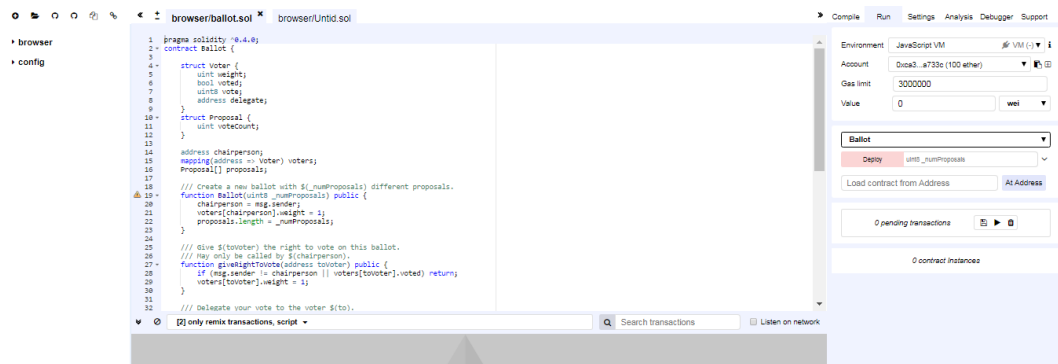 browser
config
browser/ballot.sol × browser/Untid.sol
1 pragma solidity ^0.4.0;
2 contract Ballot {
3
4 struct Voter {
5 uint weight;
6 bool voted;
7 uint8 vote;
8 address delegate;
9 }
10 struct Proposal {
11 uint voteCount;
12 }
13
14 address chairperson;
15 mapping(address => Voter) voters;
16 Proposal[] proposals;
17
18 /// Create a new ballot with $(_numProposals) different proposals.
19 function Ballot(uint8 _numProposals) public {
20 chairperson = msg.sender;
21 voters[chairperson].weight = 1;
22 proposals.length = _numProposals;
23 }
24
25 /// Give $(toVoter) the right to vote on this ballot.
26 /// May only be called by $(chairperson).
27 function giveRightToVote(address toVoter) public {
28 if (msg.sender != chairperson || voters[toVoter].voted) return;
29 voters[toVoter].weight = 1;
30 }
31
32 /// Delegate your vote to the voter $(to).
[2] only remix transactions, script
Search transactions
Listen on network
Compile Run Settings Analysis Debugger Support
Environment JavaScript VM VM (-) i
Account 0xca3...a733c (100 ether)
Gas limit 3000000
Value 0 wei
Ballot
Deploy uint8 _numProposals
Load contract from Address At Address
0 pending transactions
0 contract Instances